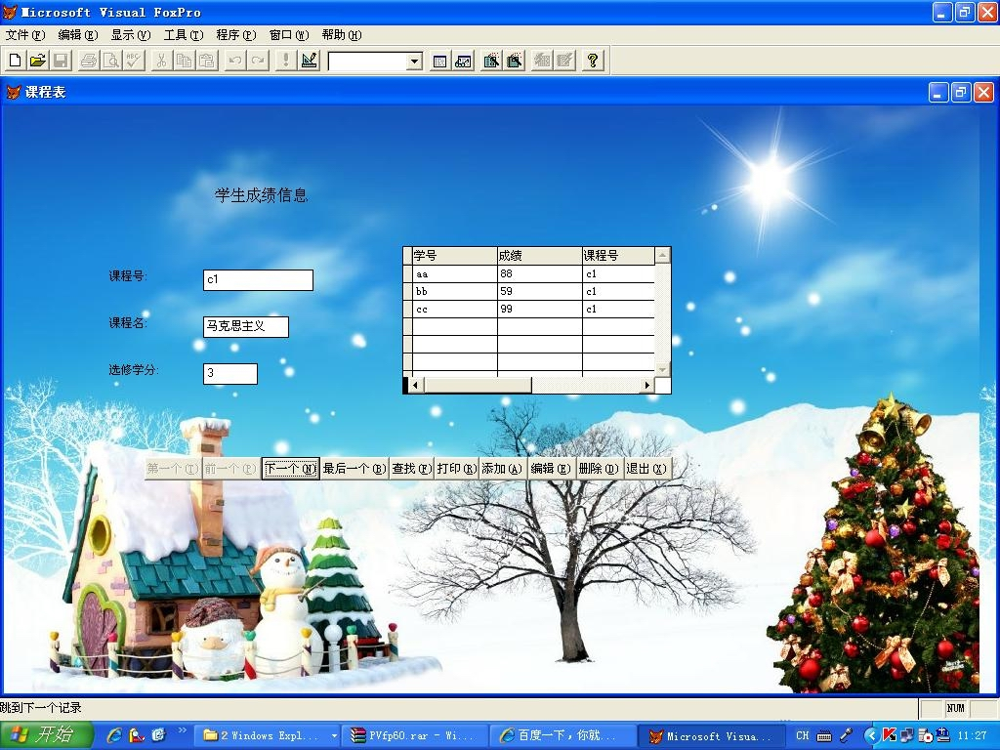 Microsoft Visual FoxPro
文件(F) 编辑(E) 显示(V) 工具(T) 程序(P) 窗口(W) 帮助(H)
课程表
学生成绩信息
课程号: c1
课程名: 马克思主义
选修学分: 3
学号 成绩 课程号
aa 88 c1
bb 59 c1
cc 99 c1
第一个(T) 前一个(P) 下一个(N) 最后一个(B) 查找(F) 打印(R) 添加(A) 编辑(E) 删除(D) 退出(X)
跳到下一个记录 NUM
开始 2 Windows Expl... PVfp60.rar - Wi... 百度一下，你就... Microsoft Visua... CH 11:27